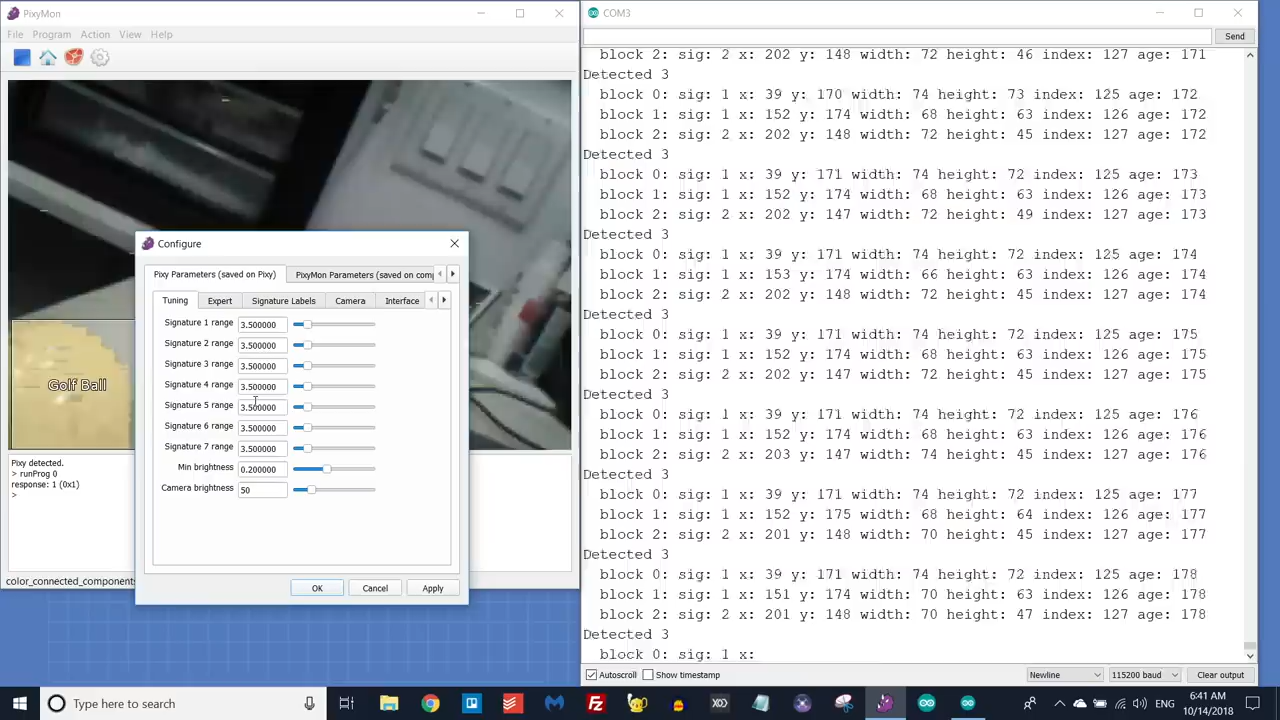 PixyMon
File Program Action View Help
Golf Ball
Pixy detected.
> runProg 0
response: 1 (0x1)
>
color_connected_components
Configure
Pixy Parameters (saved on Pixy) PixyMon Parameters (saved on comp
Tuning Expert Signature Labels Camera Interface
Signature 1 range 3.500000
Signature 2 range 3.500000
Signature 3 range 3.500000
Signature 4 range 3.500000
Signature 5 range 3.500000
Signature 6 range 3.500000
Signature 7 range 3.500000
Min brightness 0.200000
Camera brightness 50
OK Cancel Apply
COM3
Send
block 2: sig: 2 x: 202 y: 148 width: 72 height: 46 index: 127 age: 171
Detected 3
block 0: sig: 1 x: 39 y: 170 width: 74 height: 73 index: 125 age: 172
block 1: sig: 1 x: 152 y: 174 width: 68 height: 63 index: 126 age: 172
block 2: sig: 2 x: 202 y: 148 width: 72 height: 45 index: 127 age: 172
Detected 3
block 0: sig: 1 x: 39 y: 171 width: 74 height: 72 index: 125 age: 173
block 1: sig: 1 x: 152 y: 174 width: 68 height: 63 index: 126 age: 173
block 2: sig: 2 x: 202 y: 147 width: 72 height: 49 index: 127 age: 173
Detected 3
block 0: sig: 1 x: 39 y: 171 width: 74 height: 72 index: 125 age: 174
block 1: sig: 1 x: 153 y: 174 width: 66 height: 63 index: 126 age: 174
block 2: sig: 2 x: 202 y: 148 width: 72 height: 45 index: 127 age: 174
Detected 3
block 0: sig: 1 x: 39 y: 171 width: 74 height: 72 index: 125 age: 175
block 1: sig: 1 x: 152 y: 174 width: 68 height: 63 index: 126 age: 175
block 2: sig: 2 x: 202 y: 147 width: 72 height: 45 index: 127 age: 175
Detected 3
block 0: sig: 1 x: 39 y: 171 width: 74 height: 72 index: 125 age: 176
block 1: sig: 1 x: 152 y: 174 width: 68 height: 63 index: 126 age: 176
block 2: sig: 2 x: 203 y: 147 width: 74 height: 45 index: 127 age: 176
Detected 3
block 0: sig: 1 x: 39 y: 171 width: 74 height: 72 index: 125 age: 177
block 1: sig: 1 x: 152 y: 175 width: 68 height: 64 index: 126 age: 177
block 2: sig: 2 x: 201 y: 148 width: 70 height: 45 index: 127 age: 177
Detected 3
block 0: sig: 1 x: 39 y: 171 width: 74 height: 72 index: 125 age: 178
block 1: sig: 1 x: 151 y: 174 width: 70 height: 63 index: 126 age: 178
block 2: sig: 2 x: 201 y: 148 width: 70 height: 47 index: 127 age: 178
Detected 3
block 0: sig: 1 x:
Autoscroll Show timestamp Newline 115200 baud Clear output
Type here to search
ENG
6:41 AM
10/14/2018